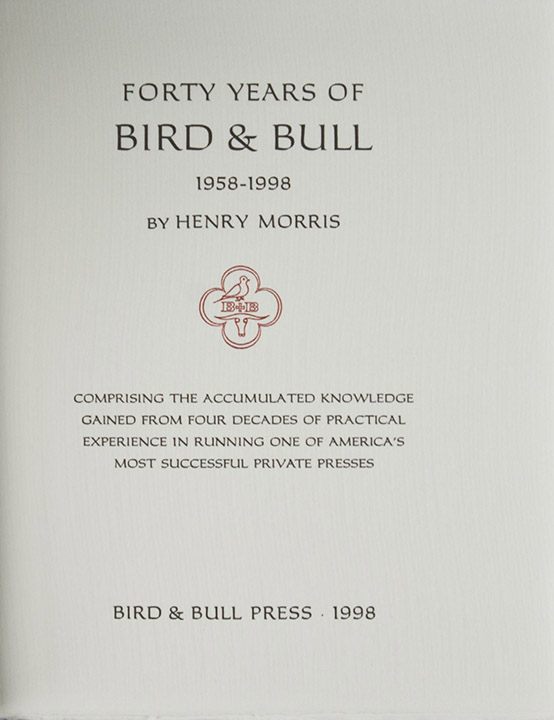 FORTY YEARS OF
BIRD & BULL
1958-1998
BY HENRY MORRIS
B+B
COMPRISING THE ACCUMULATED KNOWLEDGE
GAINED FROM FOUR DECADES OF PRACTICAL
EXPERIENCE IN RUNNING ONE OF AMERICA'S
MOST SUCCESSFUL PRIVATE PRESSES
BIRD & BULL PRESS · 1998